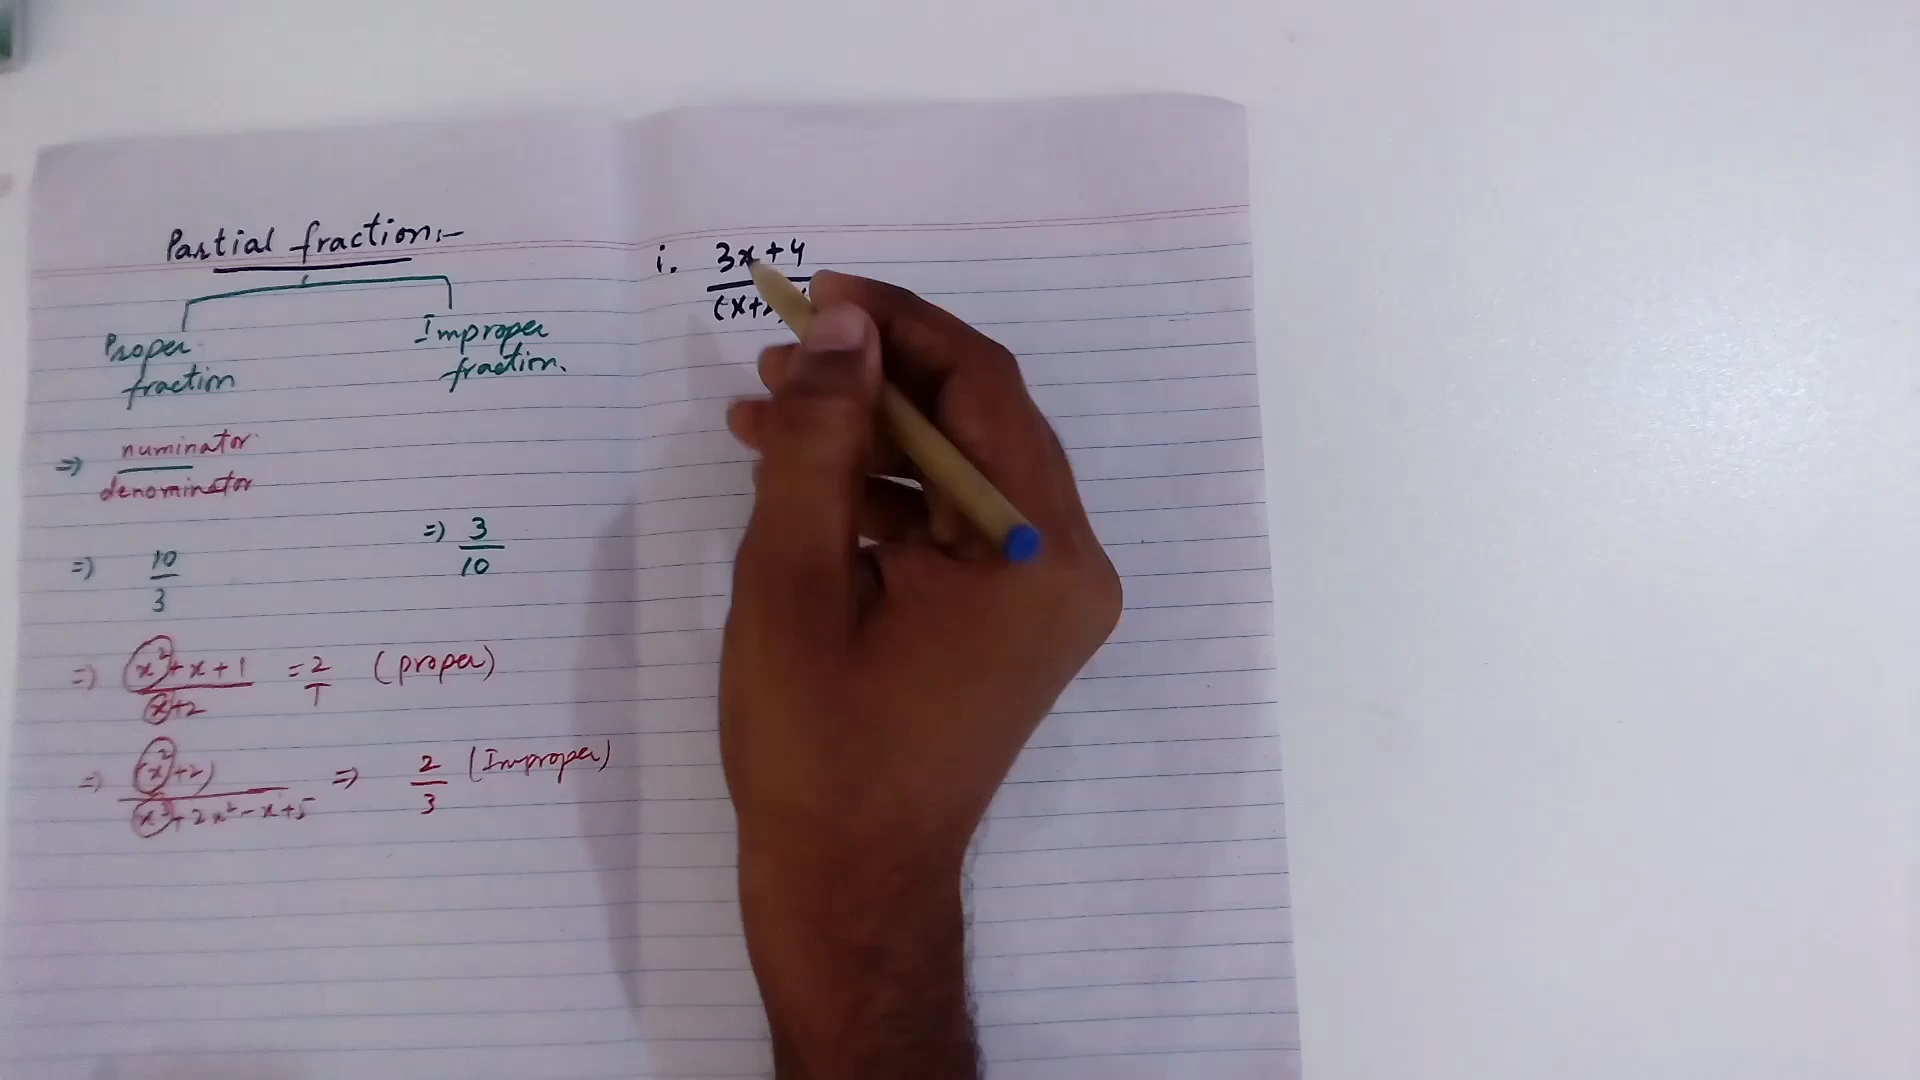 Partial fraction:-
Proper fraction
Improper fraction.
=) numinator
denominator
=) 10/3
=) 3/10
=) x²+x+1 / x+2 = 2/1 (proper)
=) (x²+2) / x³+2x²-x+5 => 2/3 (Improper)
i. 3x+4
(x+